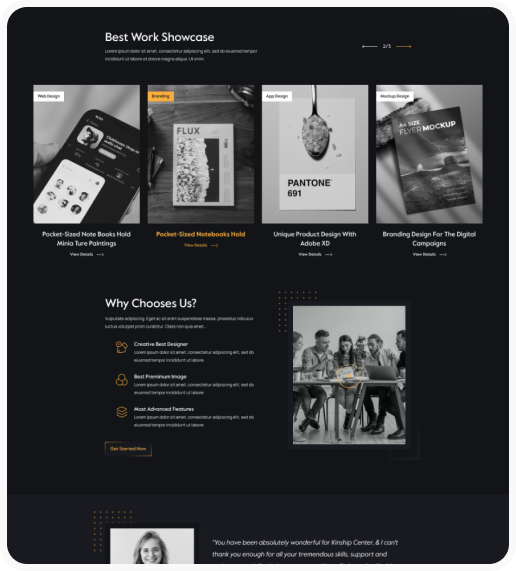 Best Work Showcase
Lorem ipsum dolor sit amet, consectetur adipiscing elit, sed do eiusmod tempor
incididunt ut labore et dolore magna aliqua. Ut enim.
2/3
Web Design
Branding
App Design
Mockup Design
FLUX
PANTONE
691
A4 SIZE
FLYER MOCKUP
Pocket-Sized Note Books Hold
Minia Ture Paintings
View Details
Pocket-Sized Notebooks Hold
View Details
Unique Product Design With
Adobe XD
View Details
Branding Design For The Digital
Campaigns
View Details
Why Chooses Us?
Vulputate adipiscing. Eget ac sit enim suspendisse massa, phasellus ridiculus
luctus volutpat proin curabitur. Class non quis amet..
Creative Best Designer
Lorem ipsum dolor sit amet, consectetur adipiscing elit, sed do
eiusmod tempor incididunt ut labore.
Best Premimum Image
Lorem ipsum dolor sit amet, consectetur adipiscing elit, sed do
eiusmod tempor incididunt ut labore.
Most Advanced Features
Lorem ipsum dolor sit amet, consectetur adipiscing elit, sed do
eiusmod tempor incididunt ut labore.
Get Started Now
"You have been absolutely wonderful for Kinship Center, & I can't
thank you enough for all your tremendous skills, support and